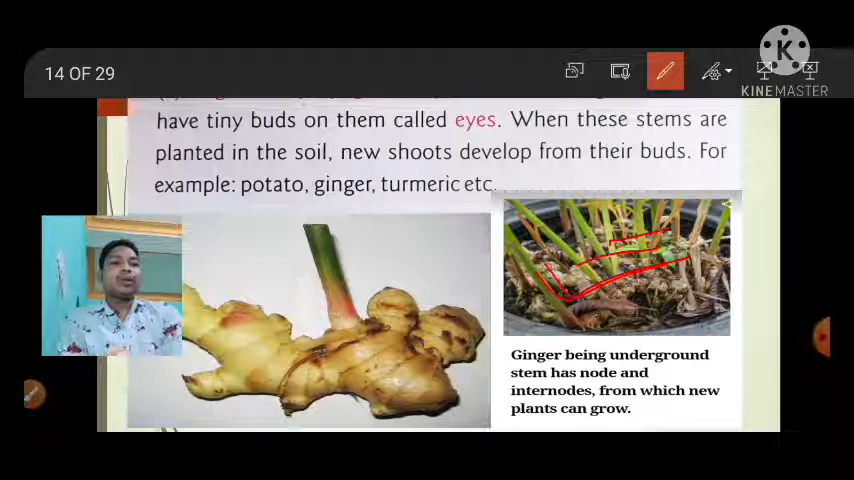 14 OF 29
KINEMASTER
have tiny buds on them called eyes. When these stems are
planted in the soil, new shoots develop from their buds. For
example: potato, ginger, turmeric etc.
Ginger being underground
stem has node and
internodes, from which new
plants can grow.